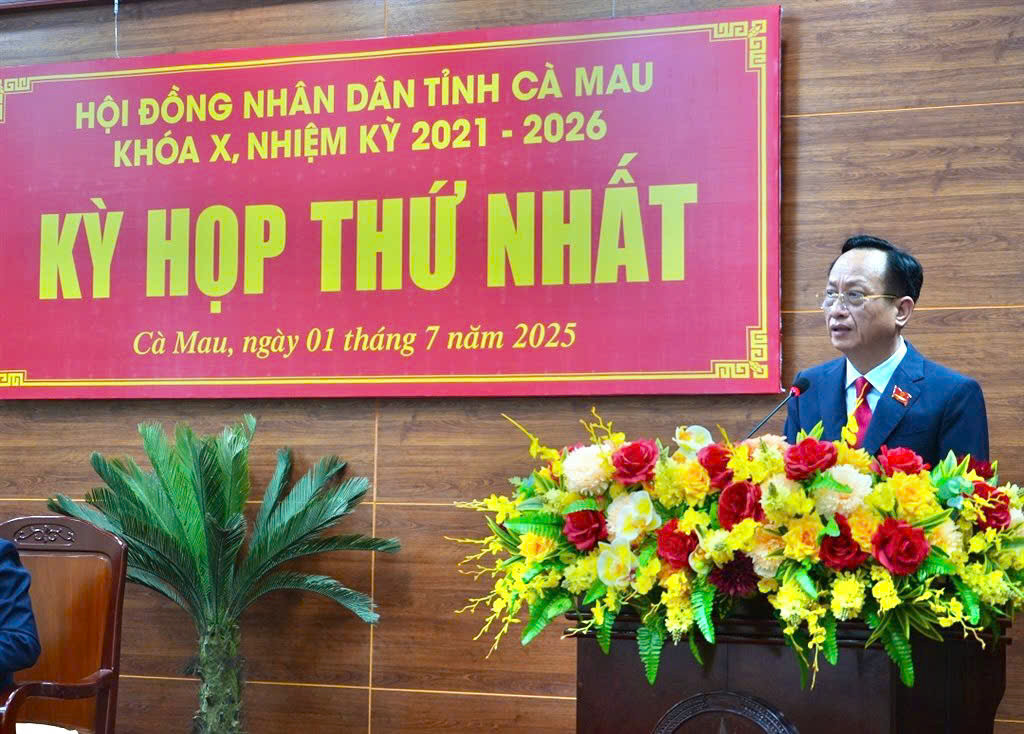 HỘI ĐỒNG NHÂN DÂN TỈNH CÀ MAU
KHÓA X, NHIỆM KỲ 2021 - 2026
KỲ HỌP THỨ NHẤT
Cà Mau, ngày 01 tháng 7 năm 2025